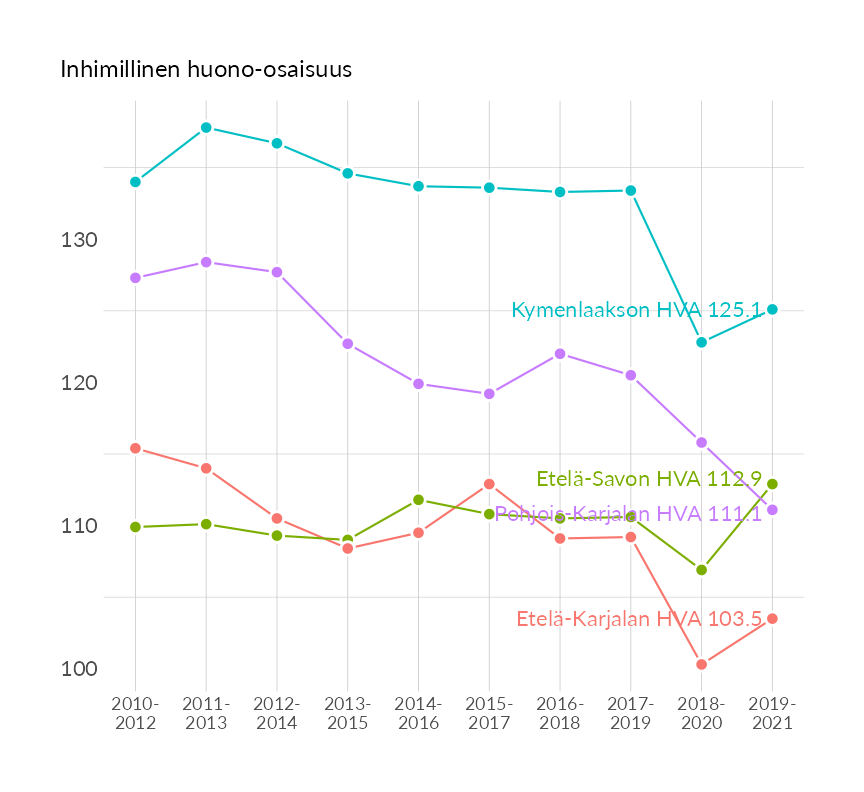 Inhimillinen huono-osaisuus
130
Kymenlaakson HVA 125.1
120
Etelä-Savon HVA 112.9
Pohjois-Karjalan HVA 111.1
110
Etelä-Karjalan HVA 103.5
100
2010- 2011- 2012- 2013- 2014- 2015- 2016- 2017- 2018- 2019-
2012 2013 2014 2015 2016 2017 2018 2019 2020 2021